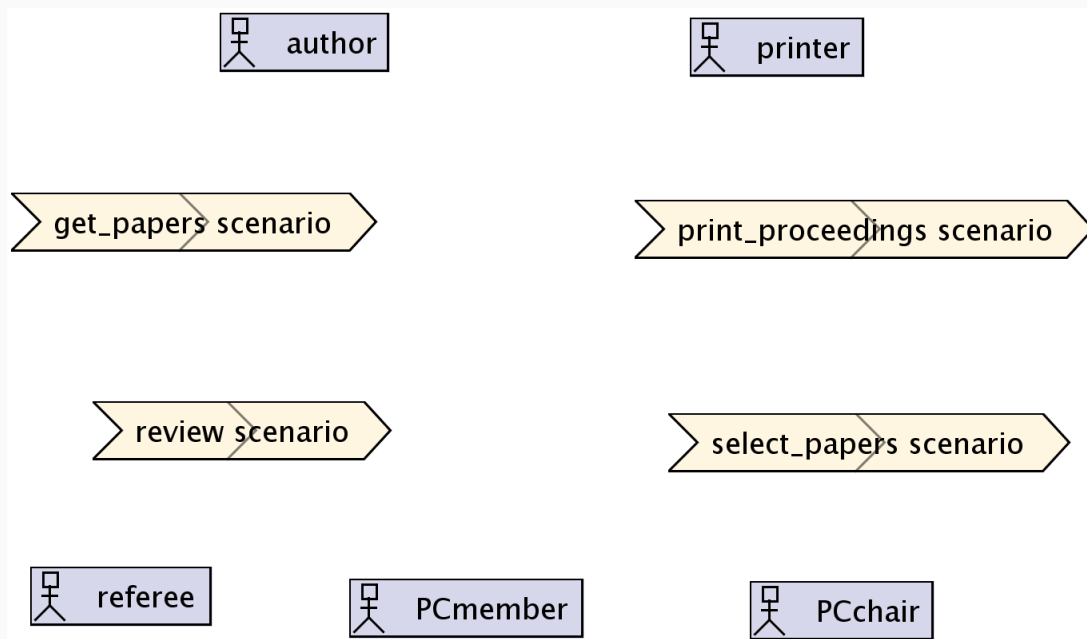 author
printer
get_papers scenario
print_proceedings scenario
review scenario
select_papers scenario
referee
PCmember
PCchair